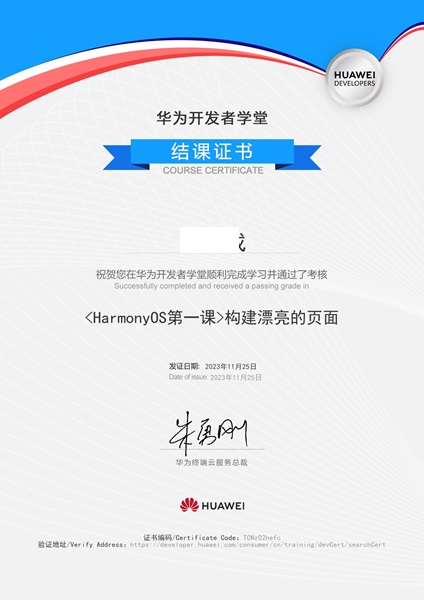 HUAWEI
DEVELOPERS
华为开发者学堂
结课证书
COURSE CERTIFICATE
祝贺您在华为开发者学堂顺利完成学习并通过了考核
Successfully completed and received a passing grade in
<HarmonyOS第一课>构建漂亮的页面
发证日期: 2023年11月25日
Date of issue: 2023年11月25日
朱勇刚
华为终端云服务总裁
HUAWEI
证书编码/Certificate Code: TCNz02hefc
验证地址/Verify Address: https://developer.huawei.com/consumer/cn/training/devCert/searchCert